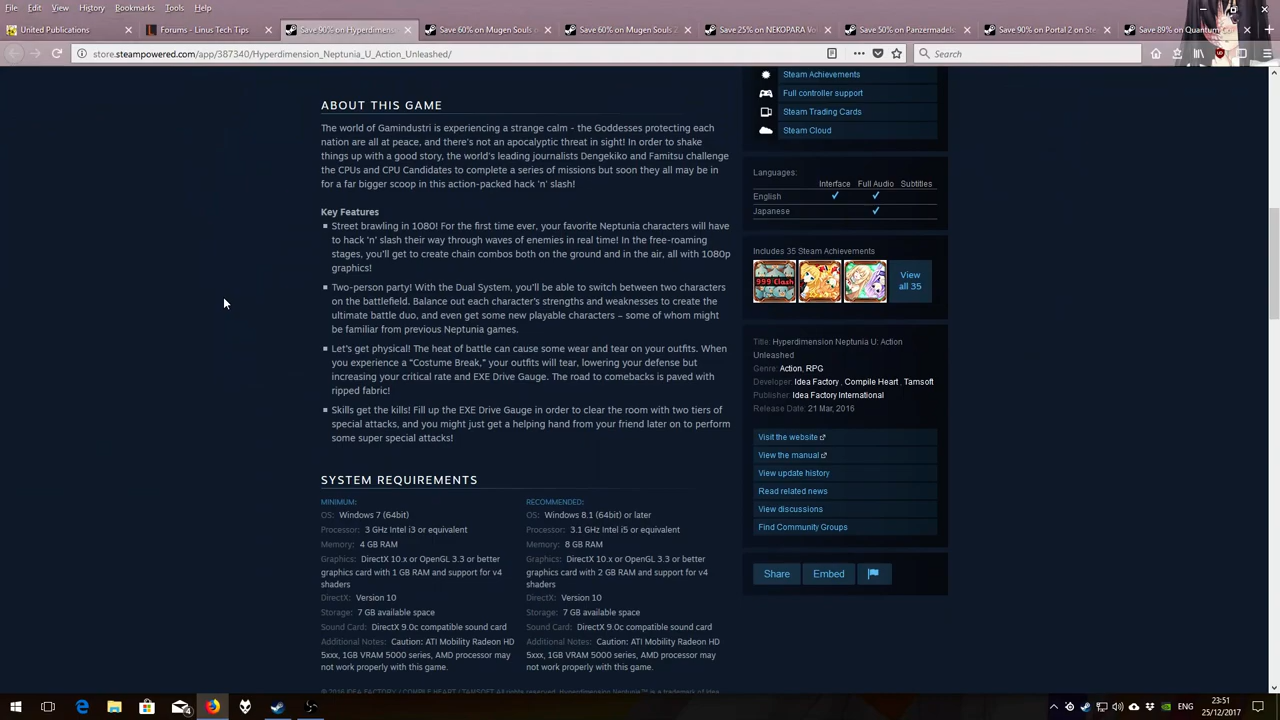 File Edit View History Bookmarks Tools Help
United Publications
Forums - Linus Tech Tips
Save 90% on Hyperdimens
Save 60% on Mugen Souls
Save 60% on Mugen Souls
Save 25% on NEKOPARA Vo
Save 50% on Panzermadels
Save 90% on Portal 2 on Ste
Save 89% on Quantum
store.steampowered.com/app/387340/Hyperdimension_Neptunia_U_Action_Unleashed/
Search
ABOUT THIS GAME
The world of Gamindustri is experiencing a strange calm - the Goddesses protecting each
nation are all at peace, and there's not an apocalyptic threat in sight! In order to shake
things up with a good story, the world's leading journalists Dengekiko and Famitsu challenge
the CPUs and CPU Candidates to complete a series of missions but soon they all may be in
for a far bigger scoop in this action-packed hack 'n' slash!
Key Features
Street brawling in 1080! For the first time ever, your favorite Neptunia characters will have
to hack 'n' slash their way through waves of enemies in real time! In the free-roaming
stages, you'll get to create chain combos both on the ground and in the air, all with 1080p
graphics!
Two-person party! With the Dual System, you'll be able to switch between two characters
on the battlefield. Balance out each character's strengths and weaknesses to create the
ultimate battle duo, and even get some new playable characters – some of whom might
be familiar from previous Neptunia games.
Let's get physical! The heat of battle can cause some wear and tear on your outfits. When
you experience a "Costume Break," your outfits will tear, lowering your defense but
increasing your critical rate and EXE Drive Gauge. The road to comebacks is paved with
ripped fabric!
Skills get the kills! Fill up the EXE Drive Gauge in order to clear the room with two tiers of
special attacks, and you might just get a helping hand from your friend later on to perform
some super special attacks!
SYSTEM REQUIREMENTS
MINIMUM:
OS: Windows 7 (64bit)
Processor: 3 GHz Intel i3 or equivalent
Memory: 4 GB RAM
Graphics: DirectX 10.x or OpenGL 3.3 or better
graphics card with 1 GB RAM and support for v4
shaders
DirectX: Version 10
Storage: 7 GB available space
Sound Card: DirectX 9.0c compatible sound card
Additional Notes: Caution: ATI Mobility Radeon HD
5xxx, 1GB VRAM 5000 series, AMD processor may
not work properly with this game.
RECOMMENDED:
OS: Windows 8.1 (64bit) or later
Processor: 3.1 GHz Intel i5 or equivalent
Memory: 8 GB RAM
Graphics: DirectX 10.x or OpenGL 3.3 or better
graphics card with 2 GB RAM and support for v4
shaders
DirectX: Version 10
Storage: 7 GB available space
Sound Card: DirectX 9.0c compatible sound card
Additional Notes: Caution: ATI Mobility Radeon HD
5xxx, 1GB VRAM 5000 series, AMD processor may
not work properly with this game.
© 2016 IDEA FACTORY / COMPILE HEART / TAMSOFT All rights reserved. Hyperdimension Neptunia™ is a trademark of Idea
Steam Achievements
Full controller support
Steam Trading Cards
Steam Cloud
Languages:
Interface Full Audio Subtitles
English ✔ ✔
Japanese ✔
Includes 35 Steam Achievements
999 Clash
View
all 35
Title: Hyperdimension Neptunia U: Action
Unleashed
Genre: Action, RPG
Developer: Idea Factory , Compile Heart , Tamsoft
Publisher: Idea Factory International
Release Date: 21 Mar, 2016
Visit the website
View the manual
View update history
Read related news
View discussions
Find Community Groups
Share
Embed
ENG
23:51
25/12/2017